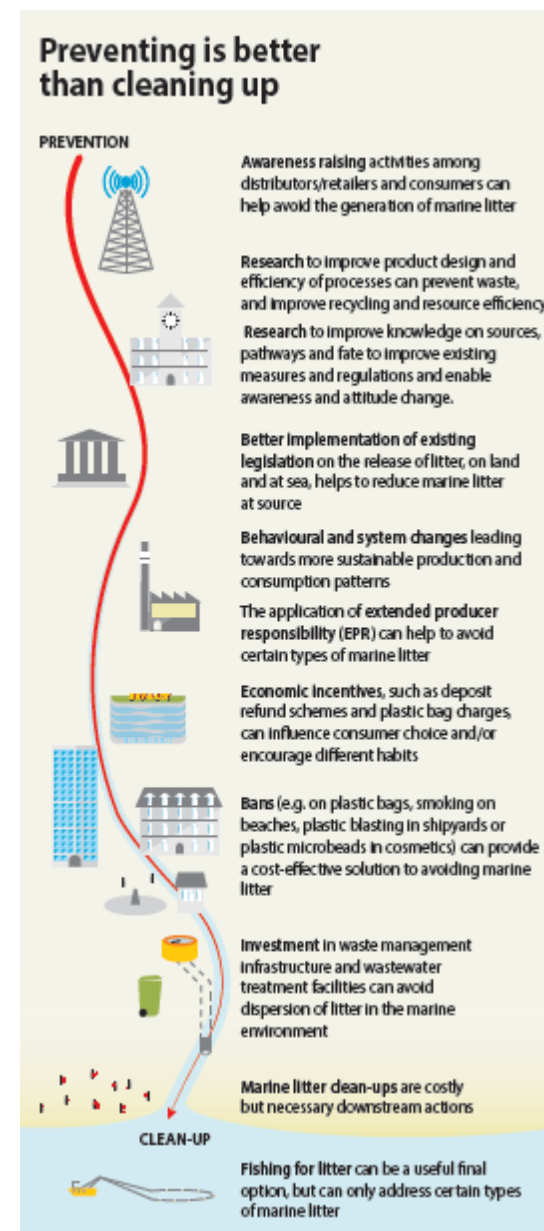 Preventing is better
than cleaning up
PREVENTION
Awareness raising activities among
distributors/retailers and consumers can
help avoid the generation of marine litter
Research to improve product design and
efficiency of processes can prevent waste,
and improve recycling and resource efficiency
Research to improve knowledge on sources,
pathways and fate to improve existing
measures and regulations and enable
awareness and attitude change.
Better implementation of existing
legislation on the release of litter, on land
and at sea, helps to reduce marine litter
at source
Behavioural and system changes leading
towards more sustainable production and
consumption patterns
The application of extended producer
responsibility (EPR) can help to avoid
certain types of marine litter
Economic incentives, such as deposit
refund schemes and plastic bag charges,
can influence consumer choice and/or
encourage different habits
Bans (e.g. on plastic bags, smoking on
beaches, plastic blasting in shipyards or
plastic microbeads in cosmetics) can provide
a cost-effective solution to avoiding marine
litter
Investment in waste management
infrastructure and wastewater
treatment facilities can avoid
dispersion of litter in the marine
environment
Marine litter clean-ups are costly
but necessary downstream actions
CLEAN-UP
Fishing for litter can be a useful final
option, but can only address certain types
of marine litter